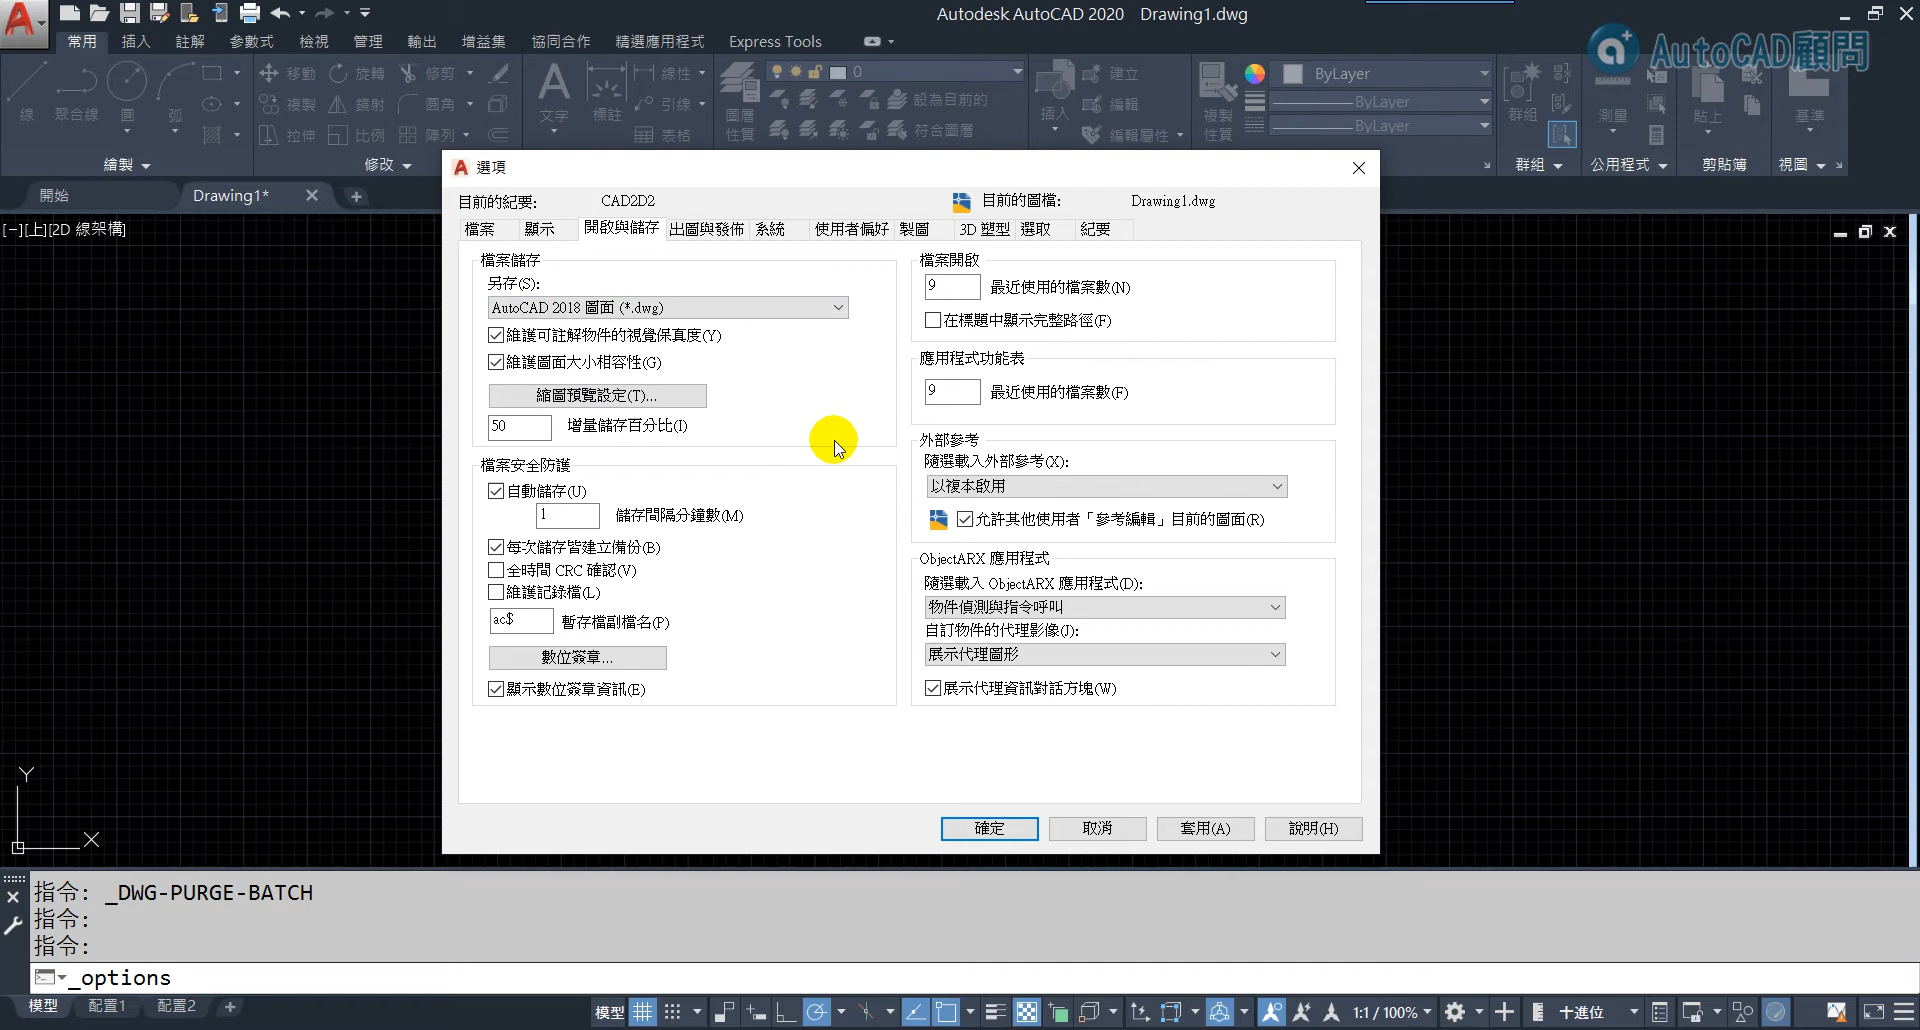 Autodesk AutoCAD 2020 Drawing1.dwg
常用 插入 註解 參數式 檢視 管理 輸出 增益集 協同合作 精選應用程式 Express Tools
AutoCAD顧問
線 聚合線 圓 弧
移動 旋轉 修剪
複製 鏡射 圓角
拉伸 比例 陣列
文字 標註
線性
引線
表格
圖層
性質
0
設為目前的
符合圖層
插入
建立
編輯
編輯屬性
複製
性質
ByLayer
ByLayer
ByLayer
群組 測量 貼上 基準
繪製 修改 群組 公用程式 剪貼簿 視圖
開始 Drawing1*
[−][上][2D 線架構]
選項
目前的紀要: CAD2D2 目前的圖檔: Drawing1.dwg
檔案 顯示 開啟與儲存 出圖與發佈 系統 使用者偏好 製圖 3D 塑型 選取 紀要
檔案儲存
另存(S):
AutoCAD 2018 圖面 (*.dwg)
維護可註解物件的視覺保真度(Y)
維護圖面大小相容性(G)
縮圖預覽設定(T)...
50 增量儲存百分比(I)
檔案安全防護
自動儲存(U)
1 儲存間隔分鐘數(M)
每次儲存皆建立備份(B)
全時間 CRC 確認(V)
維護記錄檔(L)
ac$ 暫存檔副檔名(P)
數位簽章...
顯示數位簽章資訊(E)
檔案開啟
9 最近使用的檔案數(N)
在標題中顯示完整路徑(F)
應用程式功能表
9 最近使用的檔案數(F)
外部參考
隨選載入外部參考(X):
以複本啟用
允許其他使用者「參考編輯」目前的圖面(R)
ObjectARX 應用程式
隨選載入 ObjectARX 應用程式(D):
物件偵測與指令呼叫
自訂物件的代理影像(J):
展示代理圖形
展示代理資訊對話方塊(W)
確定 取消 套用(A) 說明(H)
Y
X
指令: _DWG-PURGE-BATCH
指令:
指令:
_options
模型 配置1 配置2
模型 1:1 / 100% 十進位